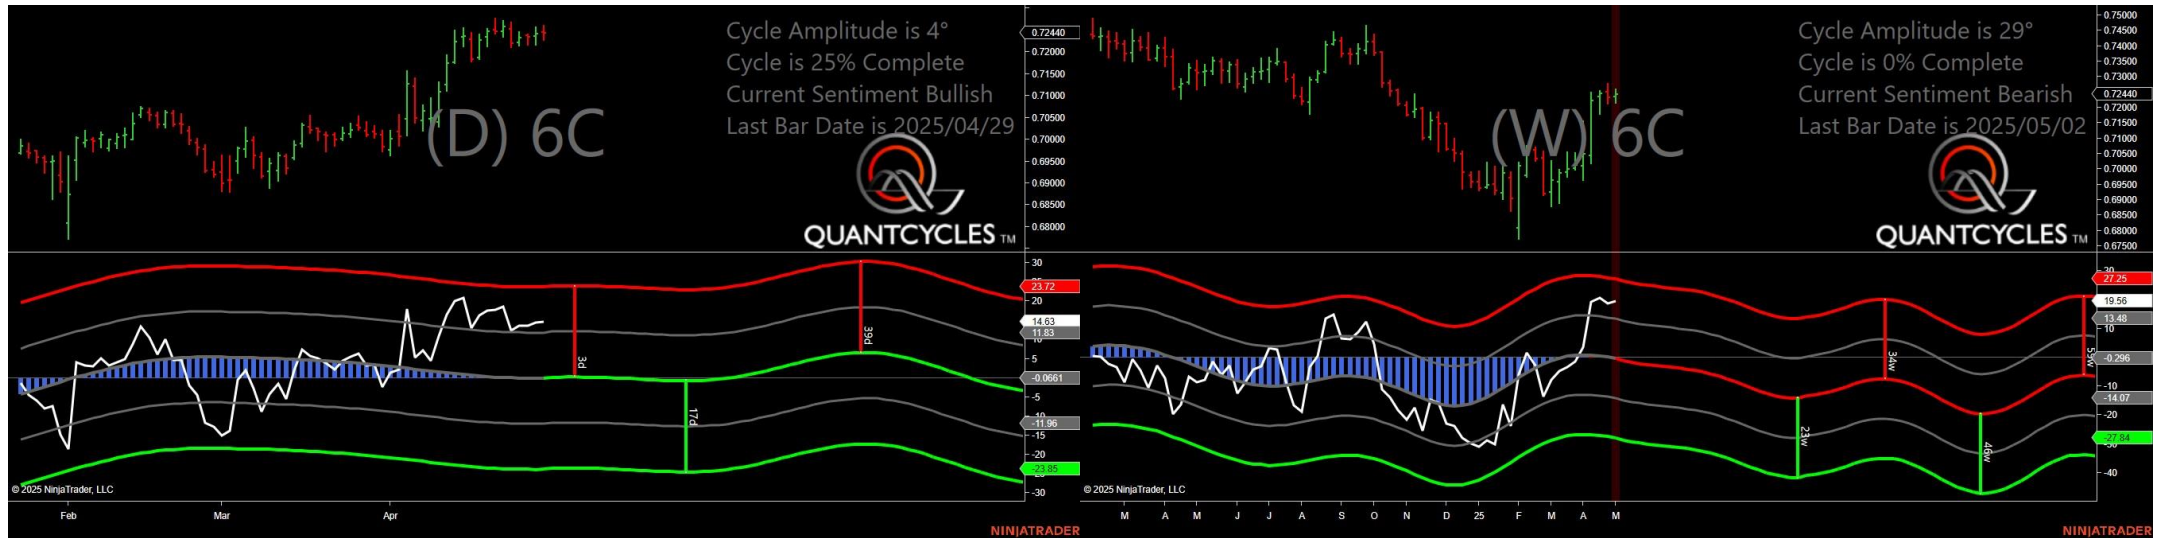 Cycle Amplitude is 4°
Cycle is 25% Complete
Current Sentiment Bullish
Last Bar Date is 2025/04/29
(D) 6C
QUANTCYCLES TM
0.72440
0.72000
0.71500
0.71000
0.70500
0.70000
0.69500
0.69000
0.68500
0.68000
30
23.72
20
14.63
11.83
5
-0.0661
-5
-11.96
-15
-20
-23.85
-30
3d
39d
17d
© 2025 NinjaTrader, LLC
Feb Mar Apr
NINJATRADER
Cycle Amplitude is 29°
Cycle is 0% Complete
Current Sentiment Bearish
Last Bar Date is 2025/05/02
(W) 6C
QUANTCYCLES TM
0.75000
0.74500
0.74000
0.73500
0.73000
0.72440
0.72000
0.71500
0.71000
0.70500
0.70000
0.69500
0.69000
0.68500
0.68000
0.67500
27.25
19.56
13.48
10
-0.296
-10
-14.07
-20
-27.84
-40
34w
23w
46w
© 2025 NinjaTrader, LLC
M A M J J A S O N D 25 F M A M
NINJATRADER